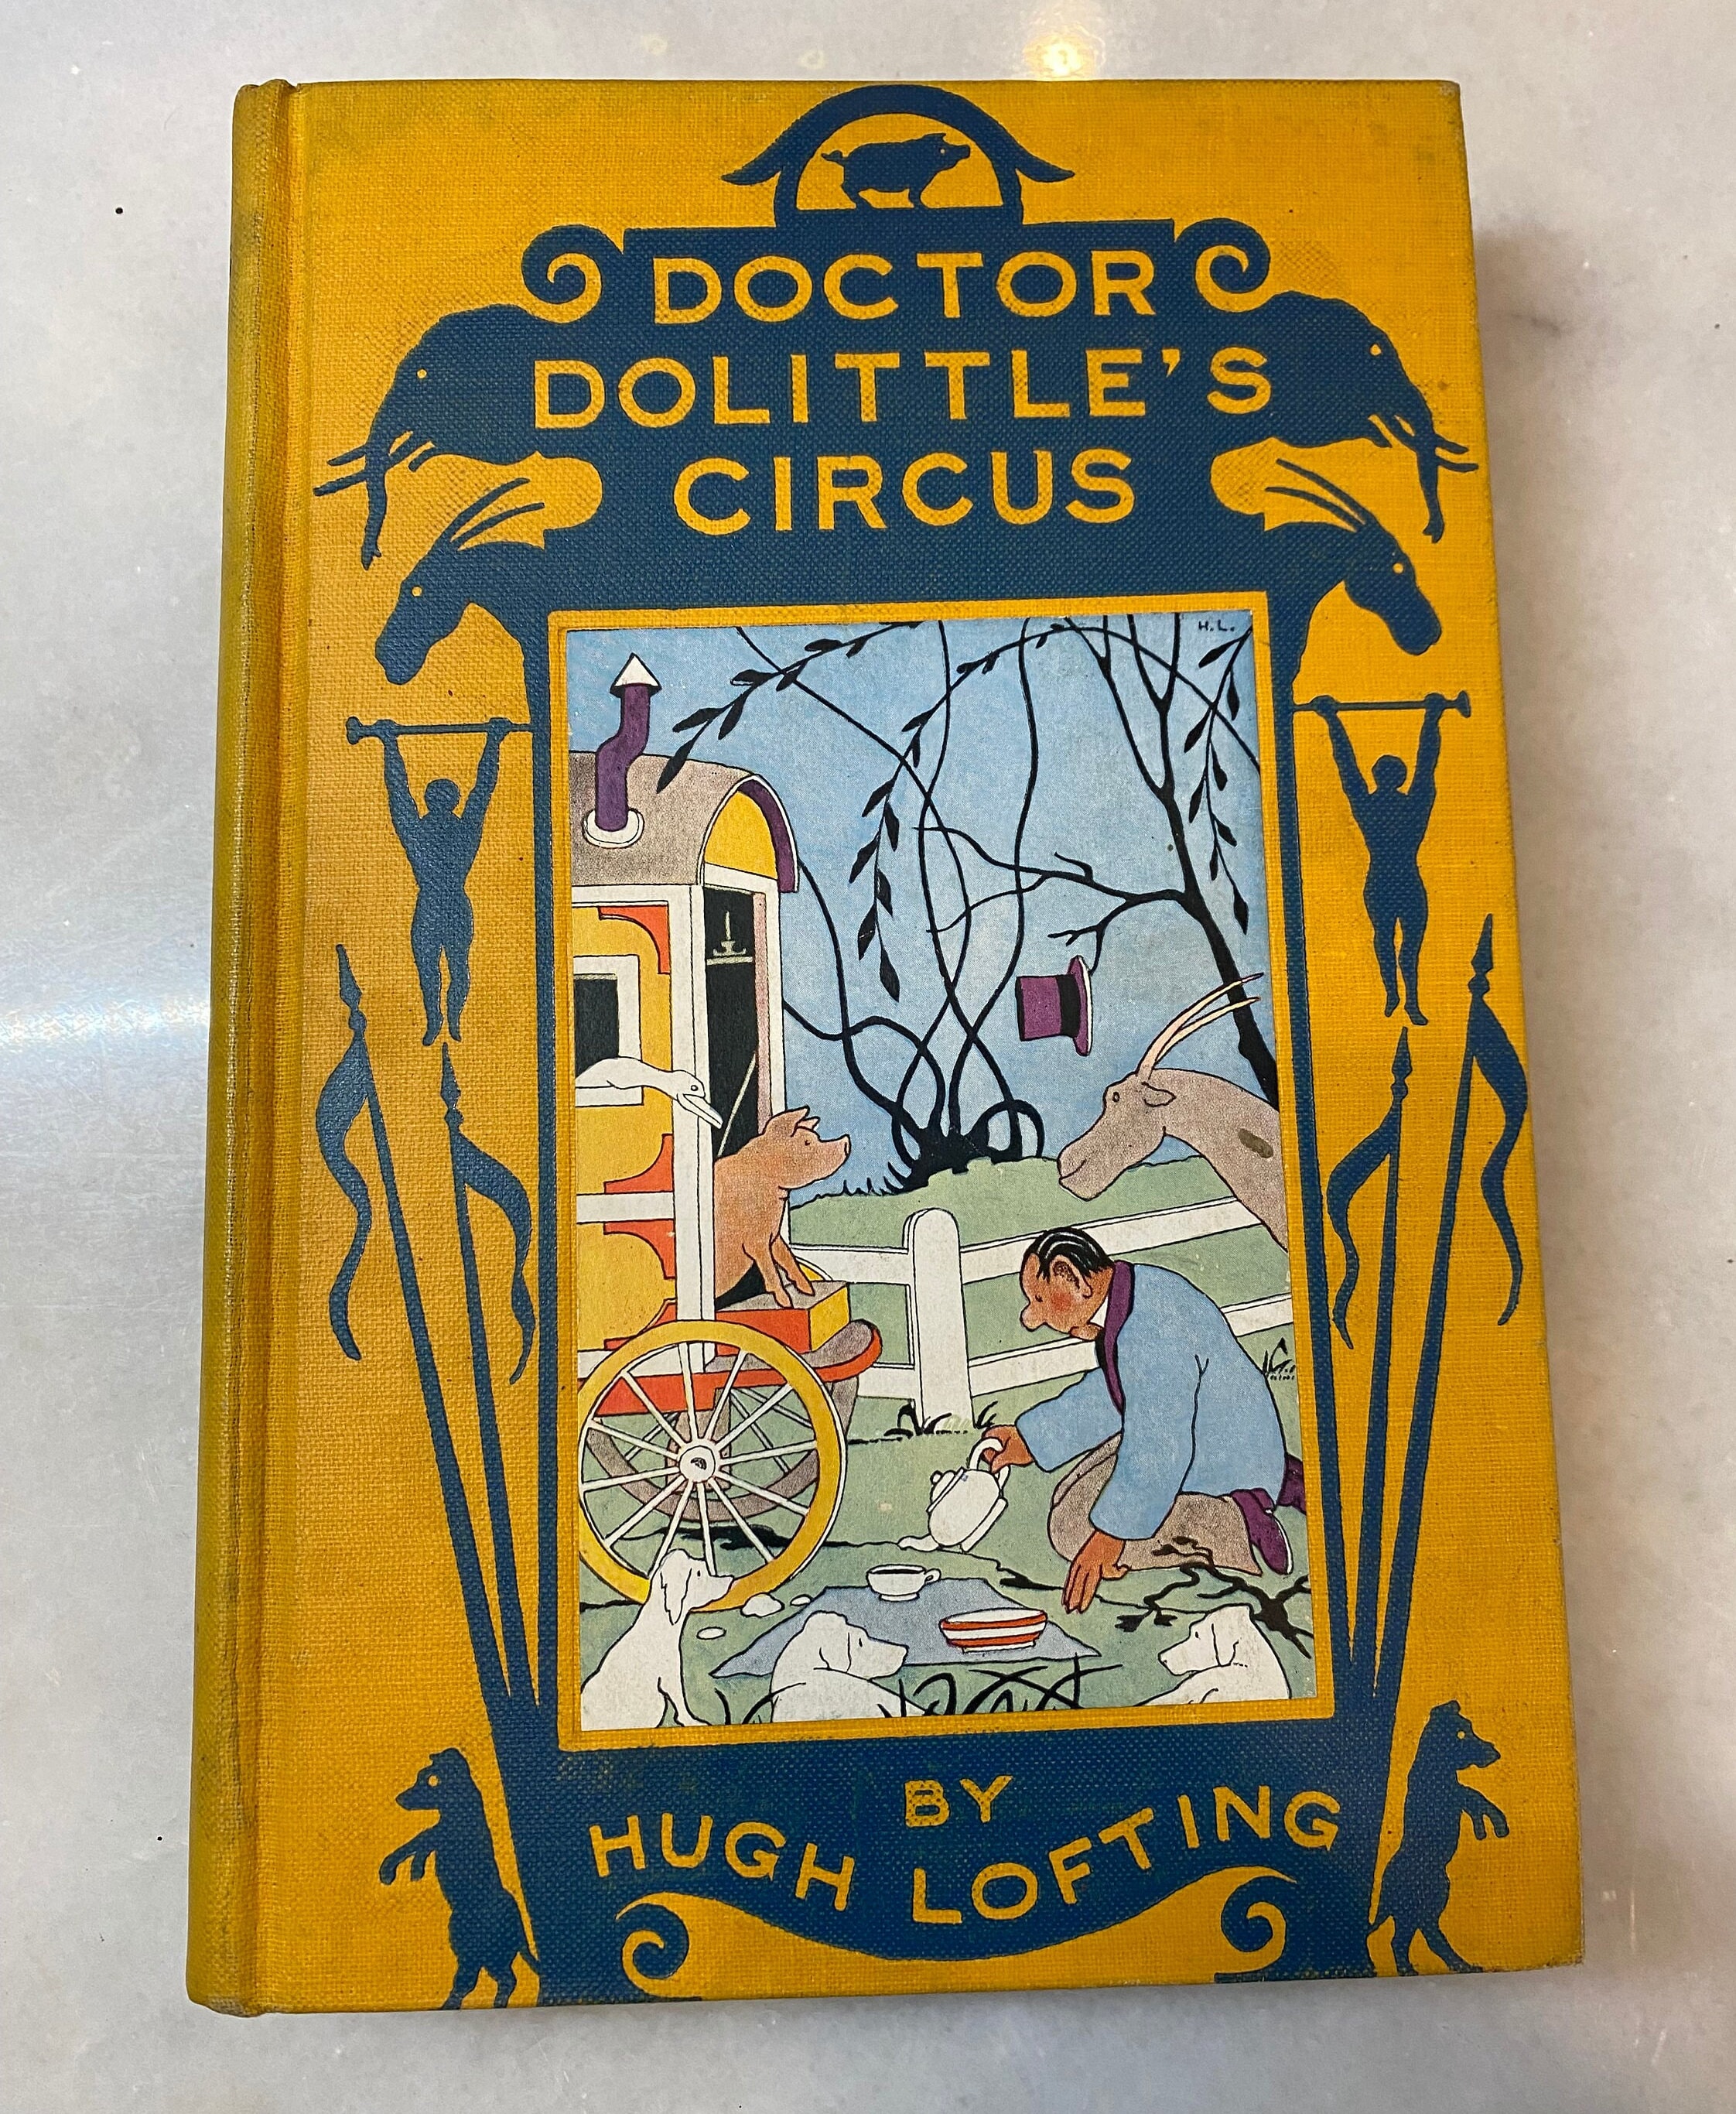 DOCTOR
DOLITTLE'S
CIRCUS
H.L.
BY
HUGH LOFTING